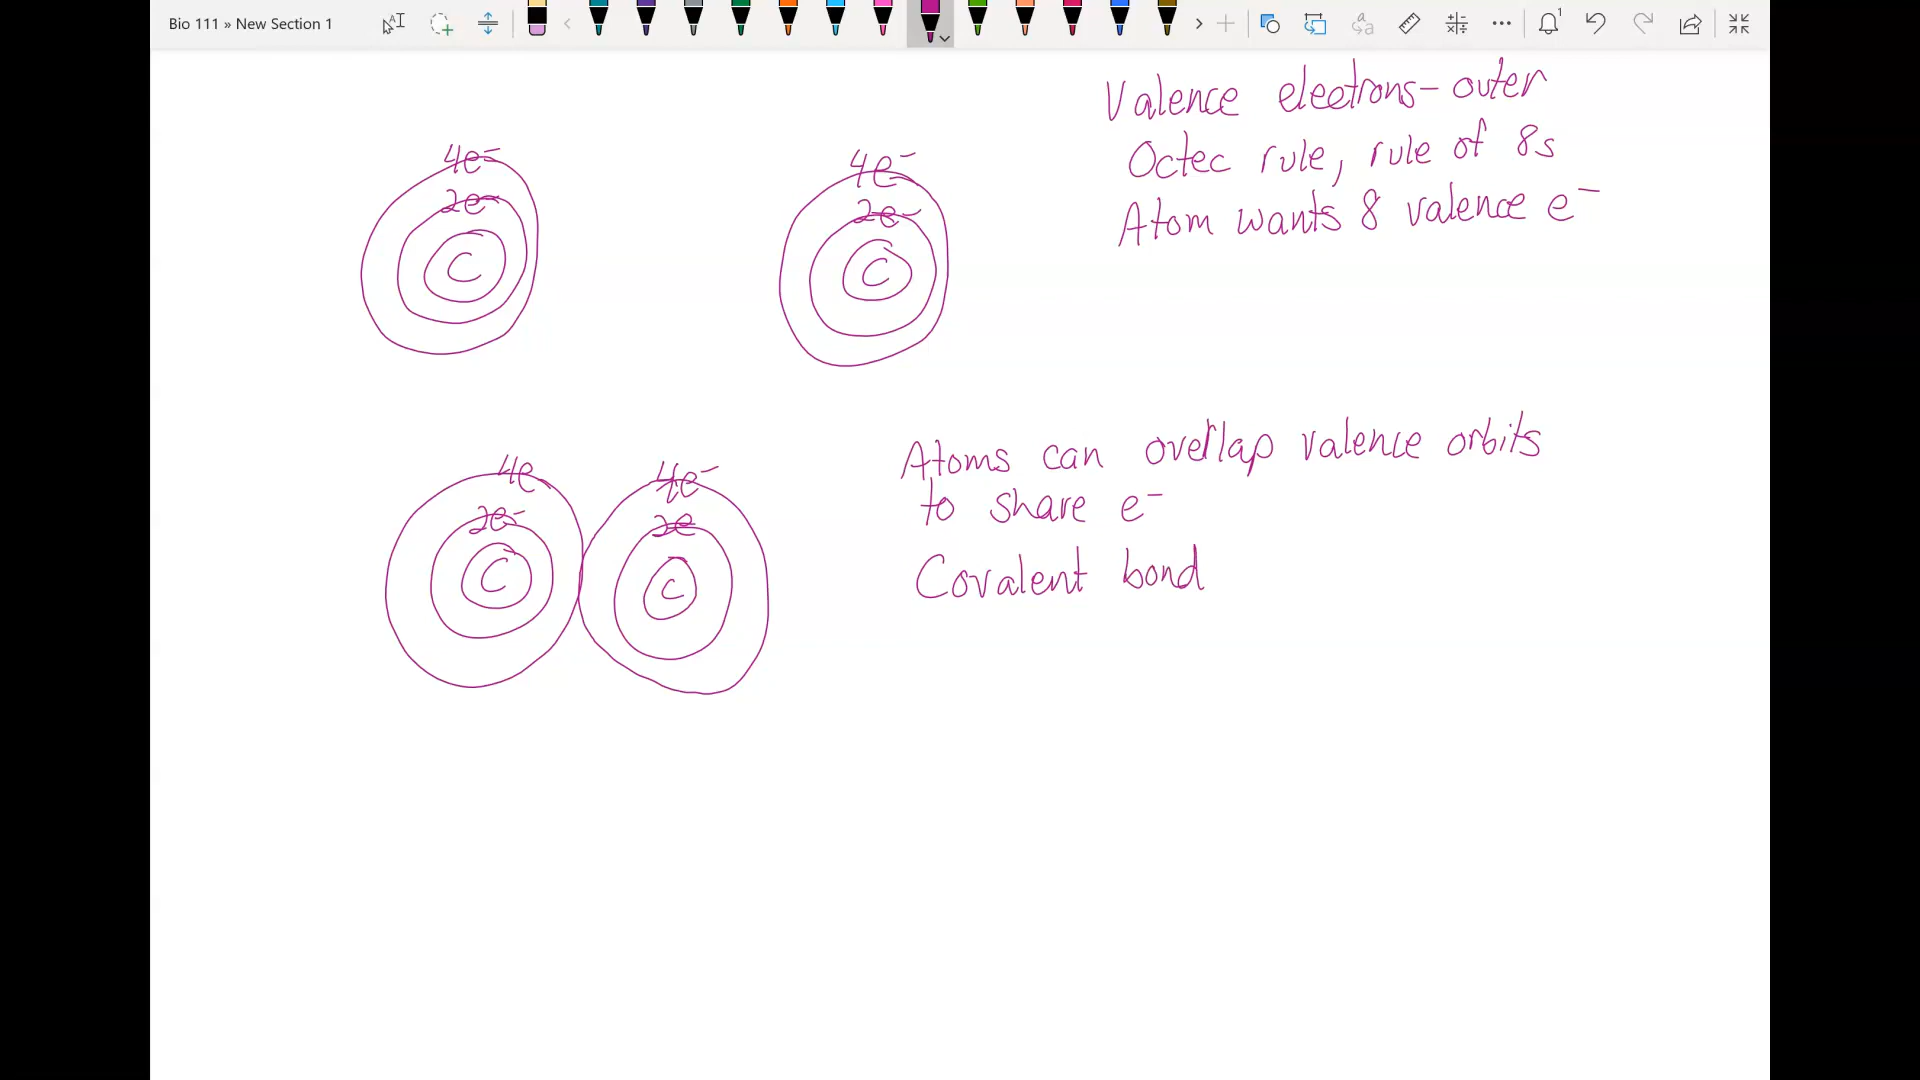 Bio 111 » New Section 1
Valence electrons - outer
Octec rule, rule of 8s
Atom wants 8 valence e⁻
4e⁻
2e⁻
C
4e⁻
2e⁻
C
Atoms can overlap valence orbits
to share e⁻
Covalent bond
4e
2e⁻
C
4e⁻
2e
C